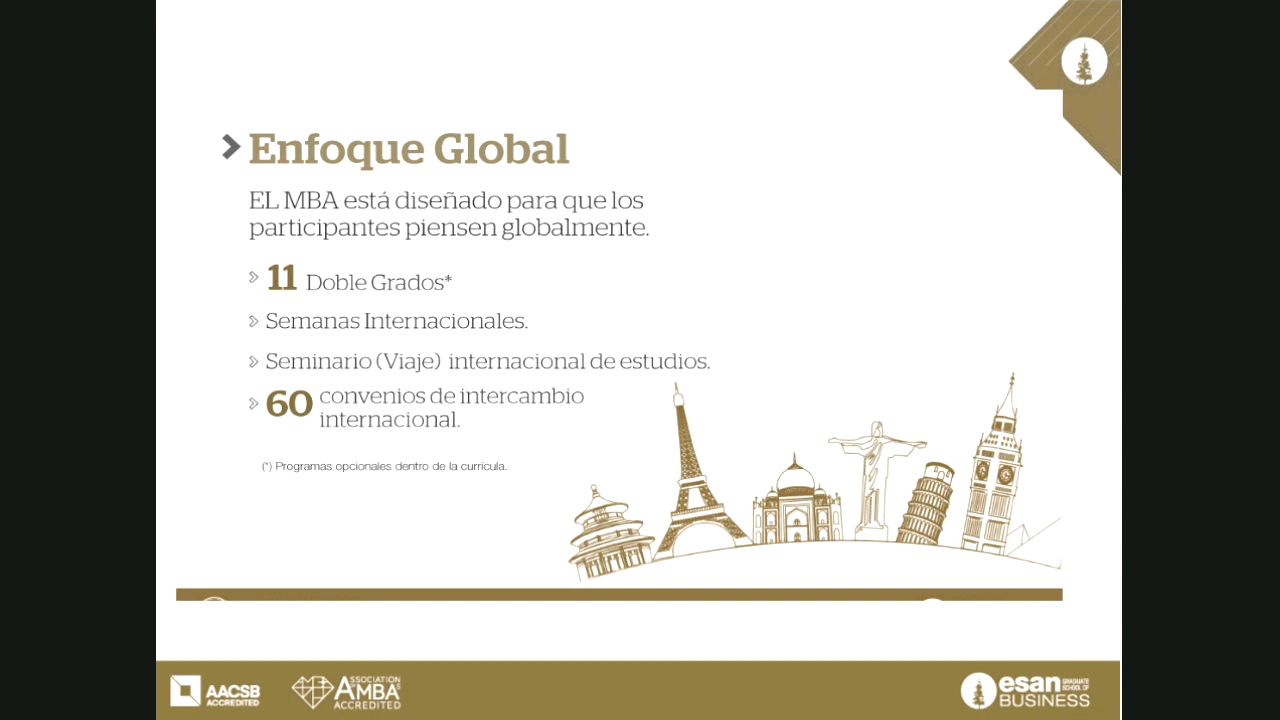 Enfoque Global
EL MBA está diseñado para que los
participantes piensen globalmente.
11 Doble Grados*
Semanas Internacionales.
Seminario (Viaje) internacional de estudios.
60 convenios de intercambio
internacional.
(*) Programas opcionales dentro de la curricula.
AACSB
ACCREDITED
ASSOCIATION
OF
AMBA'S
ACCREDITED
esan
GRADUATE
SCHOOL OF
BUSINESS